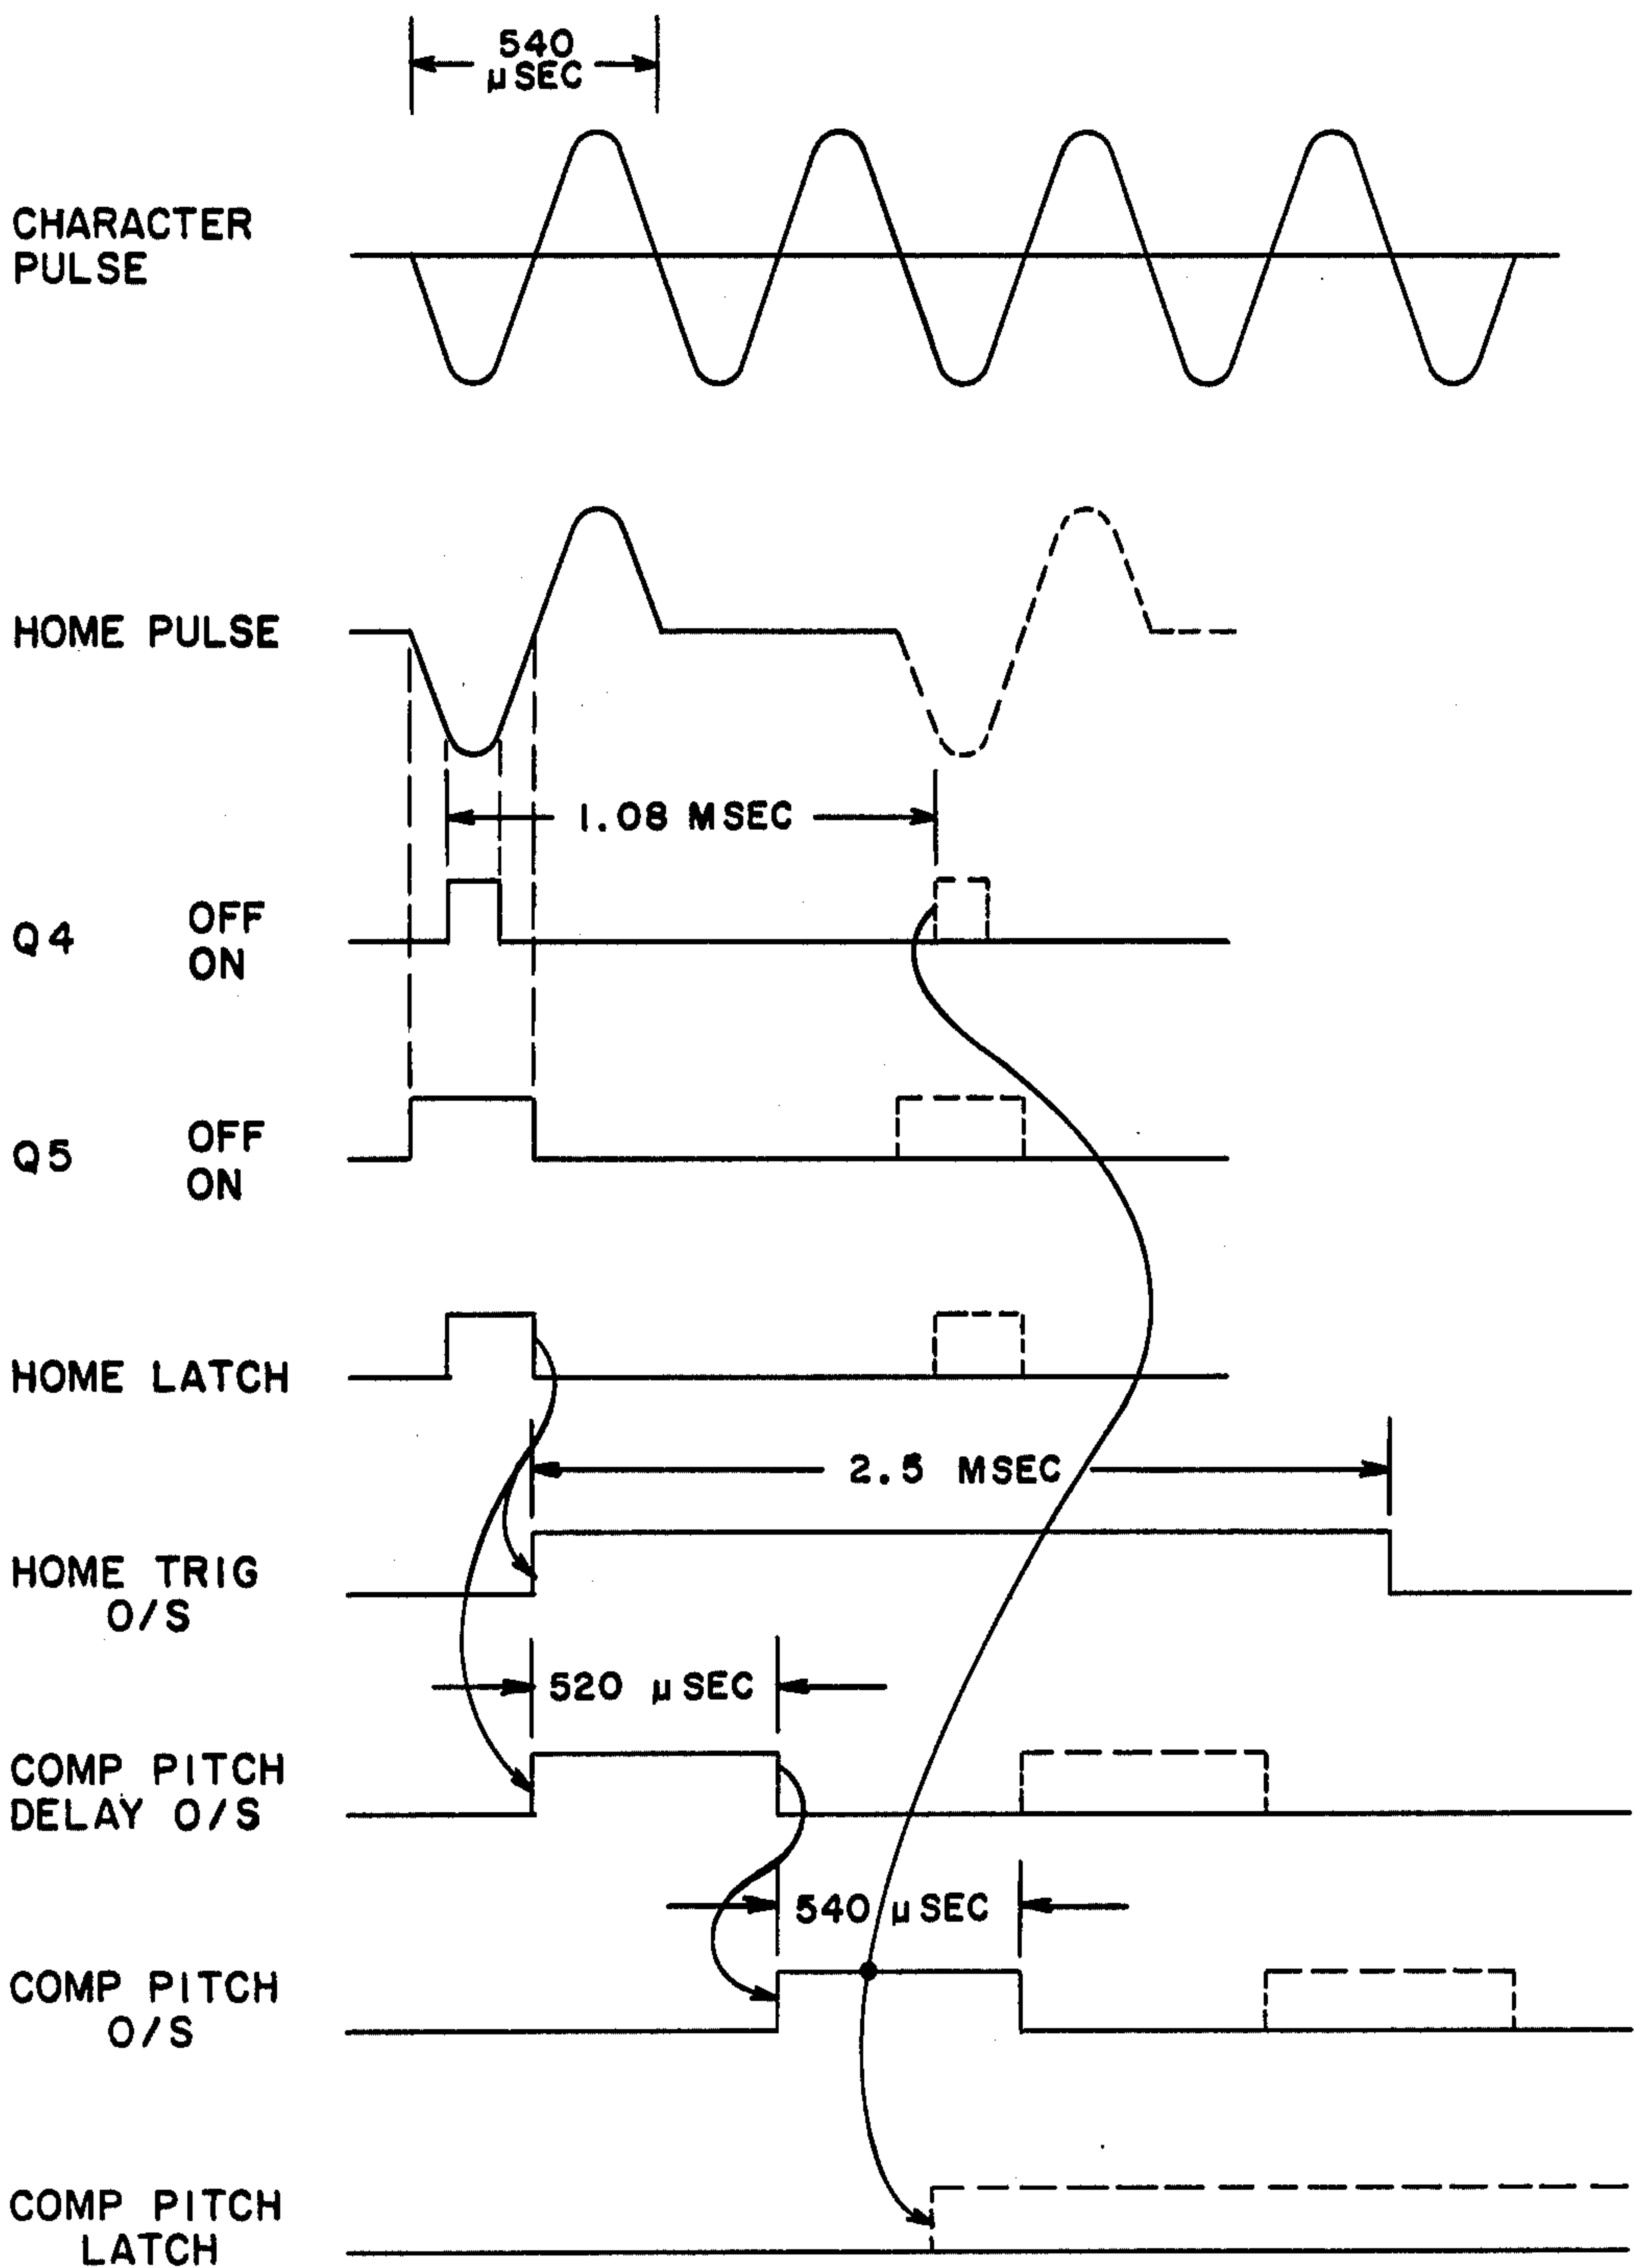 540
µSEC
CHARACTER
PULSE
HOME PULSE
1.08 MSEC
Q4
OFF
ON
Q5
OFF
ON
HOME LATCH
2.5 MSEC
HOME TRIG
O/S
520 µSEC
COMP PITCH
DELAY O/S
540 µSEC
COMP PITCH
O/S
COMP PITCH
LATCH